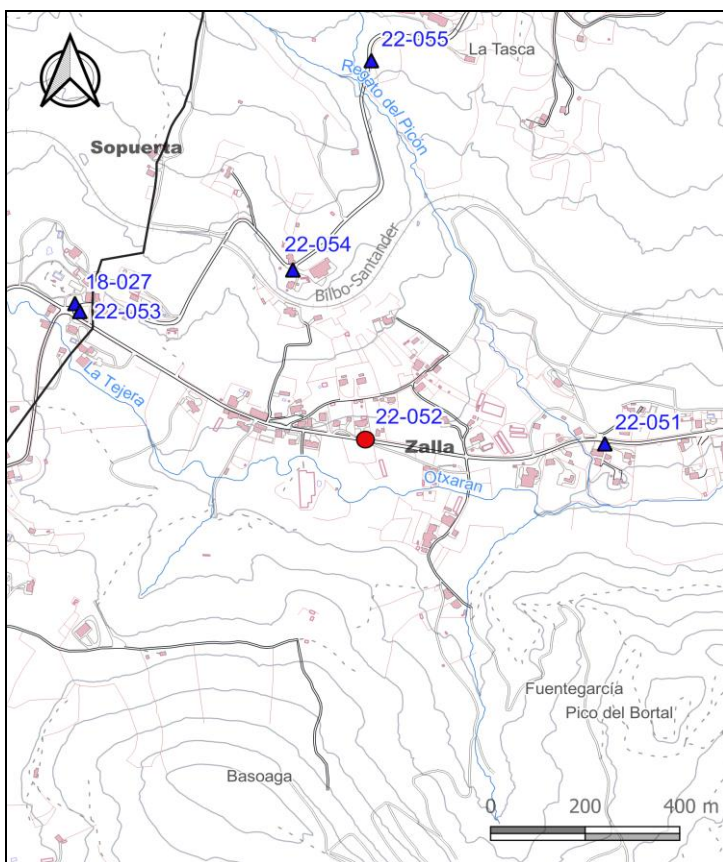 22-055
La Tasca
Regato del Picón
Sopuerta
22-054
Bilbo-Santander
18-027
22-053
La Tejera
22-052
22-051
Zalla
Otxaran
Fuentegarcía
Pico del Bortal
Basoaga
0 200 400 m